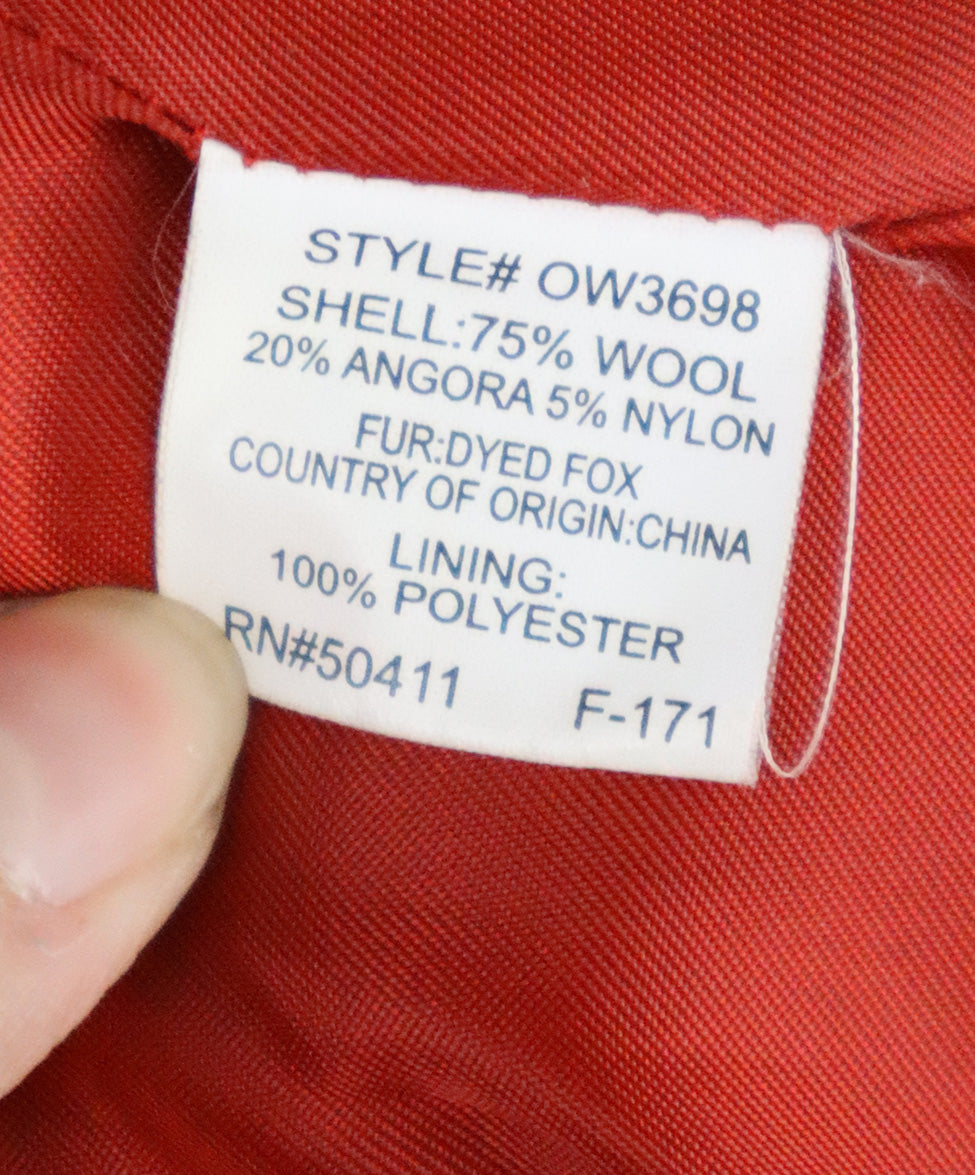 STYLE# OW3698
SHELL:75% WOOL
20% ANGORA 5% NYLON
FUR:DYED FOX
COUNTRY OF ORIGIN:CHINA
LINING:
100% POLYESTER
RN#50411 F-171